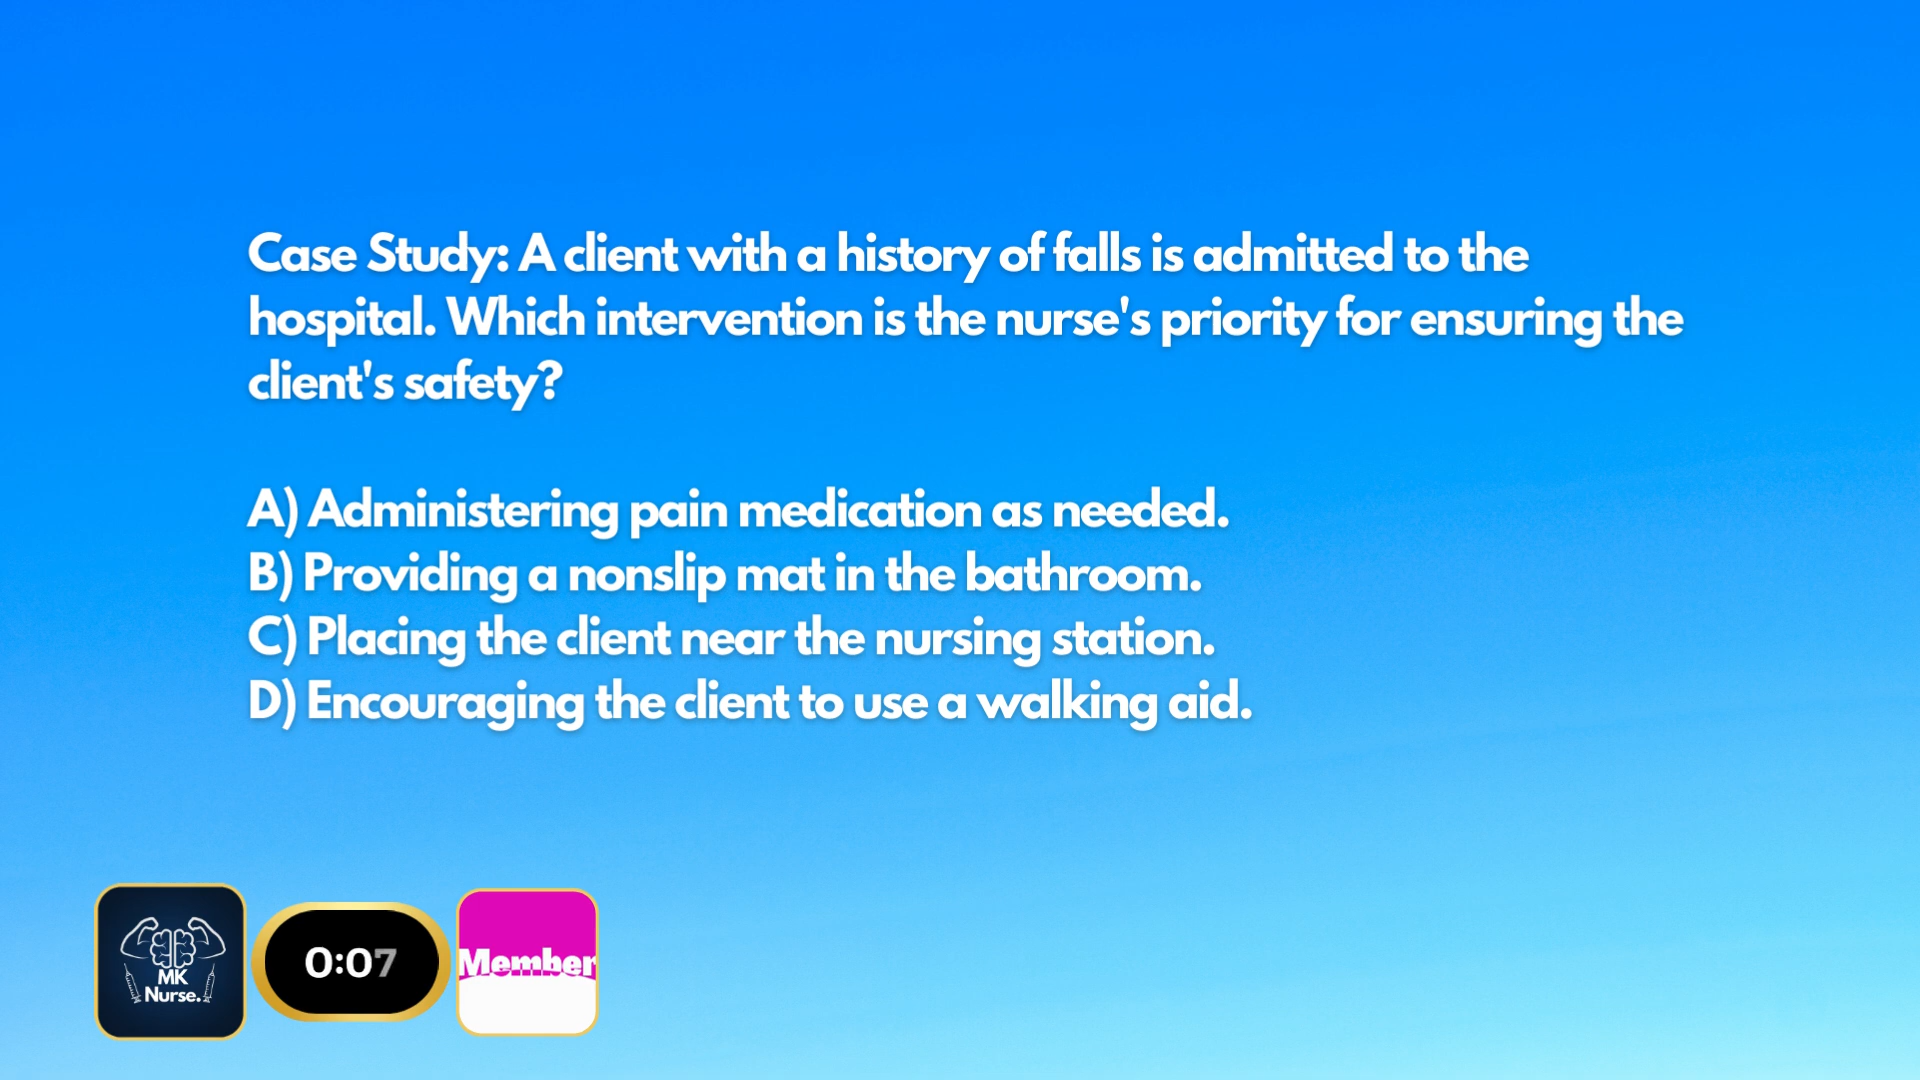 Case Study: A client with a history of falls is admitted to the
hospital. Which intervention is the nurse's priority for ensuring the
client's safety?
A) Administering pain medication as needed.
B) Providing a nonslip mat in the bathroom.
C) Placing the client near the nursing station.
D) Encouraging the client to use a walking aid.
MK
Nurse.
0:07
Member